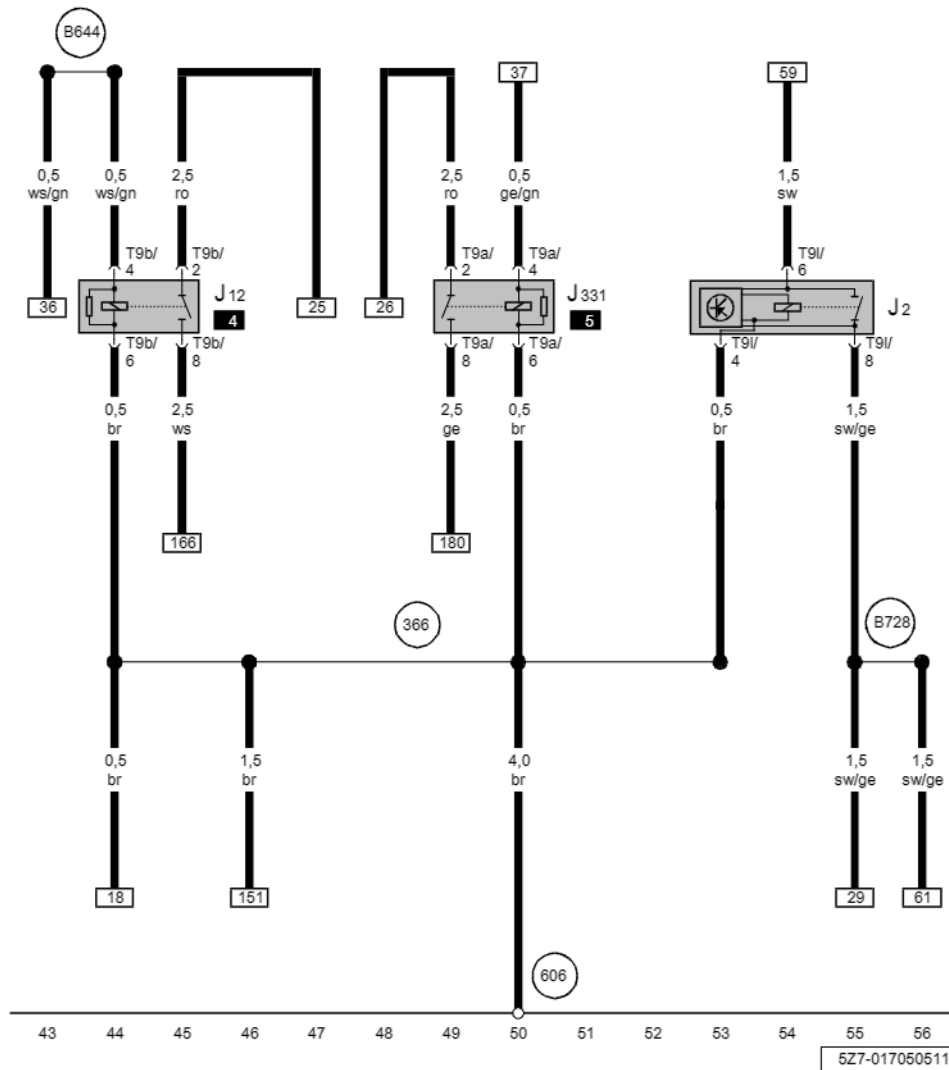 B644
37
59
0,5
ws/gn
0,5
ws/gn
2,5
ro
2,5
ro
0,5
ge/gn
1,5
sw
T9b/
4
T9b/
2
T9a/
2
T9a/
4
T9l/
6
36
J 12
4
25
26
J 331
5
J 2
T9b/
6
T9b/
8
T9a/
8
T9a/
6
T9l/
4
T9l/
8
0,5
br
2,5
ws
2,5
ge
0,5
br
0,5
br
1,5
sw/ge
166
180
366
B728
0,5
br
1,5
br
4,0
br
1,5
sw/ge
1,5
sw/ge
18
151
29
61
606
43 44 45 46 47 48 49 50 51 52 53 54 55 56
5Z7-017050511